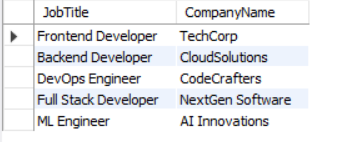 JobTitle CompanyName
Frontend Developer TechCorp
Backend Developer CloudSolutions
DevOps Engineer CodeCrafters
Full Stack Developer NextGen Software
ML Engineer AI Innovations